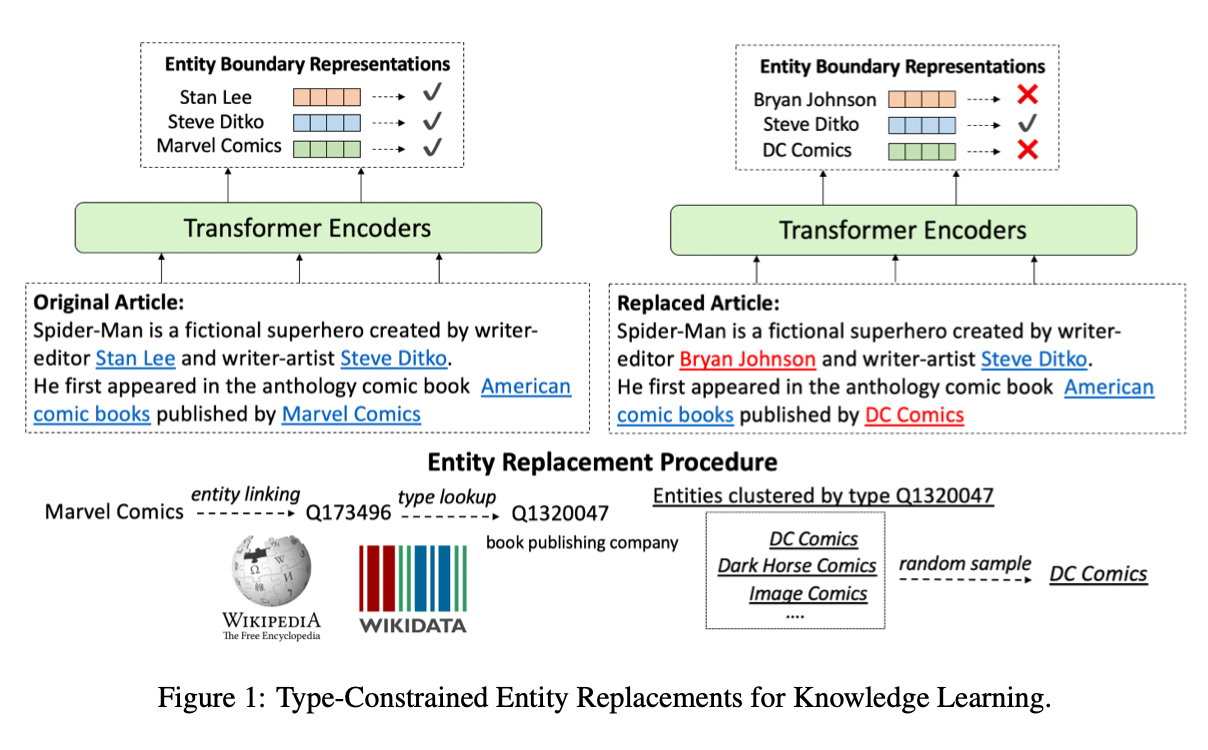 Entity Boundary Representations
Stan Lee
Steve Ditko
Marvel Comics
Transformer Encoders
Original Article:
Spider-Man is a fictional superhero created by writer-
editor Stan Lee and writer-artist Steve Ditko.
He first appeared in the anthology comic book American
comic books published by Marvel Comics
Entity Boundary Representations
Bryan Johnson
Steve Ditko
DC Comics
Transformer Encoders
Replaced Article:
Spider-Man is a fictional superhero created by writer-
editor Bryan Johnson and writer-artist Steve Ditko.
He first appeared in the anthology comic book American
comic books published by DC Comics
Entity Replacement Procedure
Marvel Comics
entity linking
Q173496
type lookup
Q1320047
book publishing company
WIKIPEDIA
The Free Encyclopedia
WIKIDATA
Entities clustered by type Q1320047
DC Comics
Dark Horse Comics
Image Comics
....
random sample
DC Comics
Figure 1: Type-Constrained Entity Replacements for Knowledge Learning.